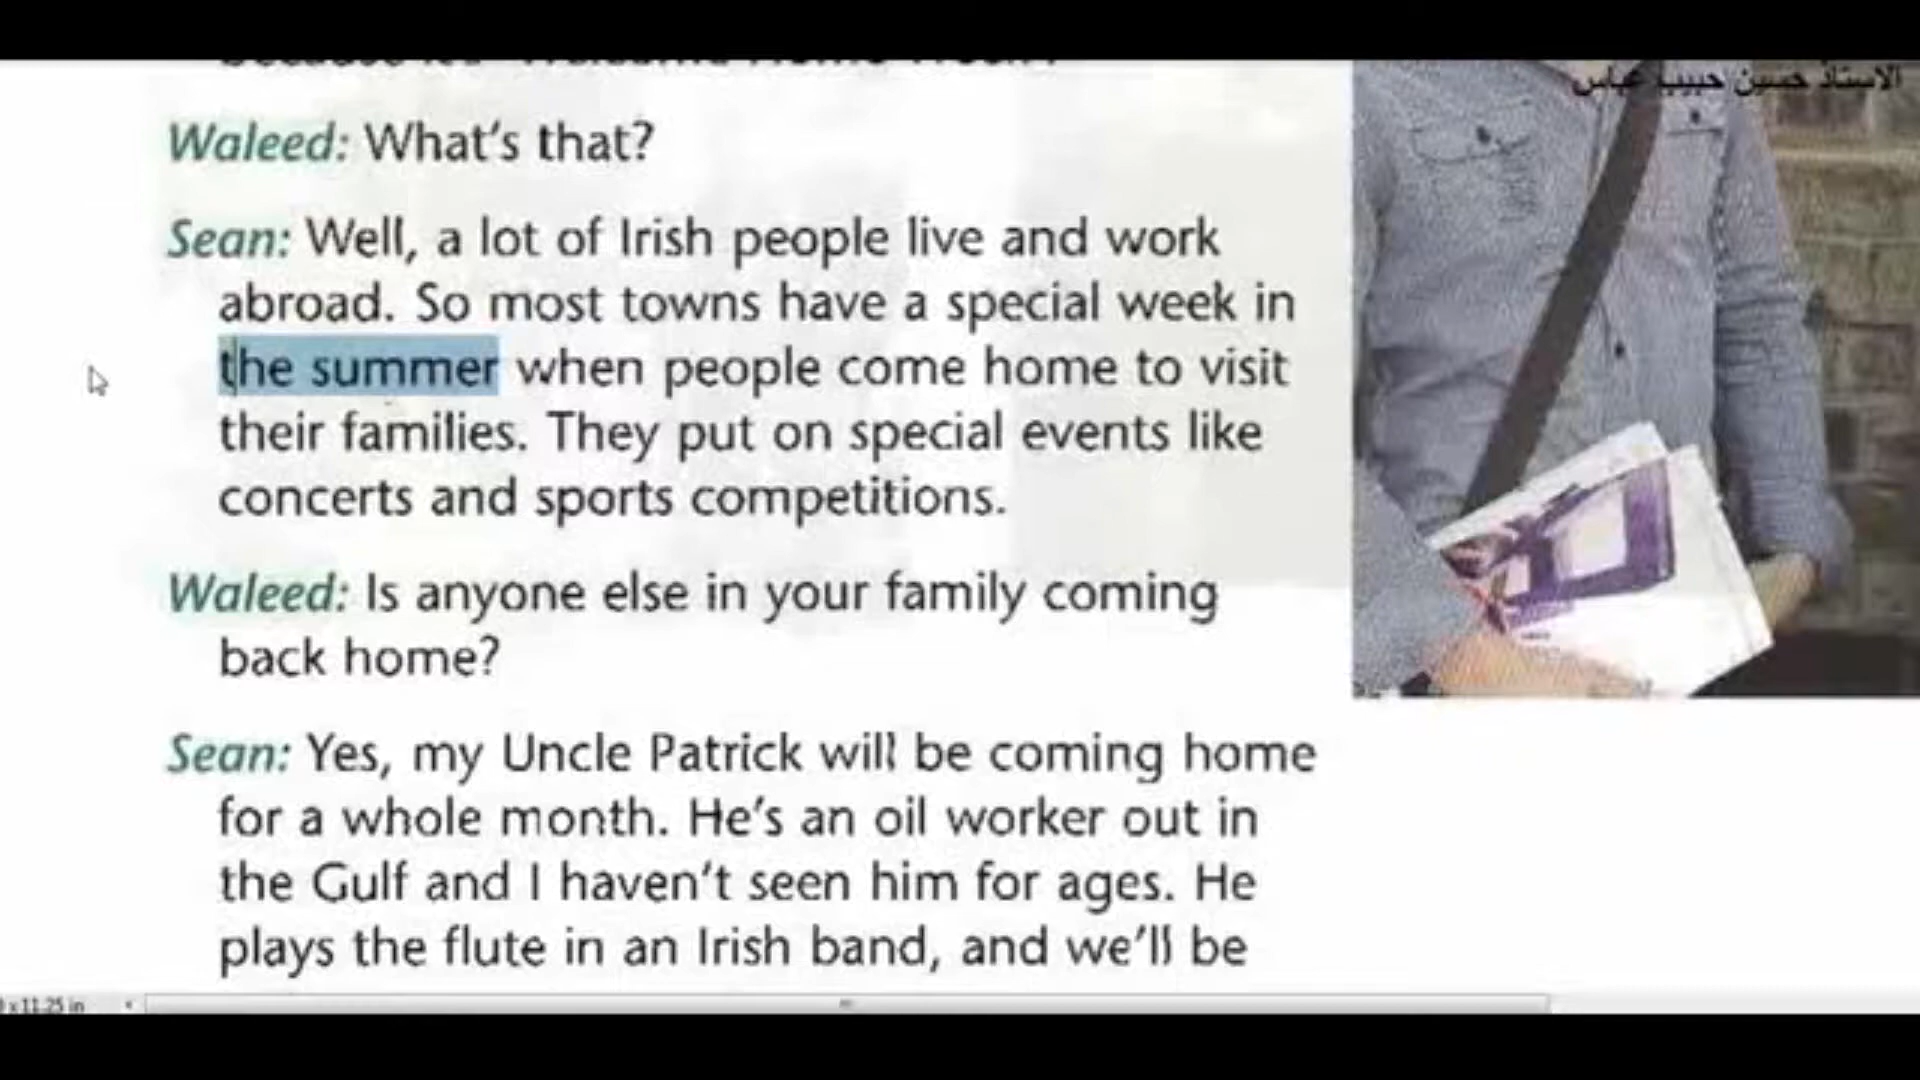 الاستاذ حسين حبيب عباس
Waleed: What's that?
Sean: Well, a lot of Irish people live and work
abroad. So most towns have a special week in
the summer when people come home to visit
their families. They put on special events like
concerts and sports competitions.
Waleed: Is anyone else in your family coming
back home?
Sean: Yes, my Uncle Patrick will be coming home
for a whole month. He's an oil worker out in
the Gulf and I haven't seen him for ages. He
plays the flute in an Irish band, and we'll be
x 11.25 in